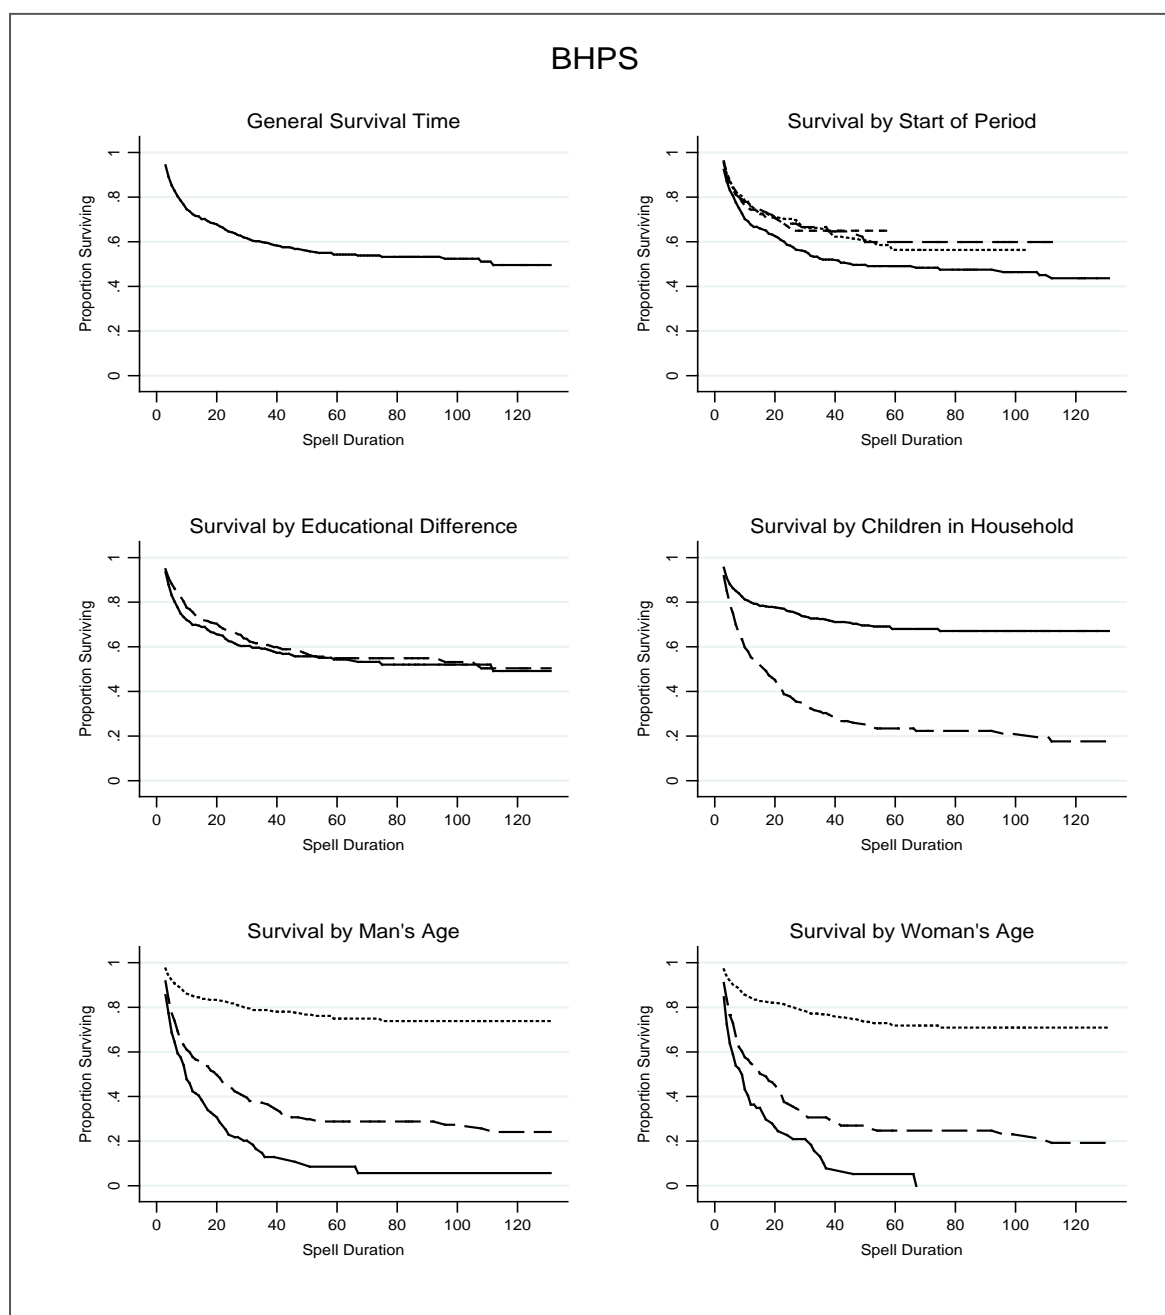 BHPS
General Survival Time
Proportion Surviving
1
.8
.6
.4
.2
0
0 20 40 60 80 100 120
Spell Duration
Survival by Start of Period
Proportion Surviving
1
.8
.6
.4
.2
0
0 20 40 60 80 100 120
Spell Duration
Survival by Educational Difference
Proportion Surviving
1
.8
.6
.4
.2
0
0 20 40 60 80 100 120
Spell Duration
Survival by Children in Household
Proportion Surviving
1
.8
.6
.4
.2
0
0 20 40 60 80 100 120
Spell Duration
Survival by Man's Age
Proportion Surviving
1
.8
.6
.4
.2
0
0 20 40 60 80 100 120
Spell Duration
Survival by Woman's Age
Proportion Surviving
1
.8
.6
.4
.2
0
0 20 40 60 80 100 120
Spell Duration